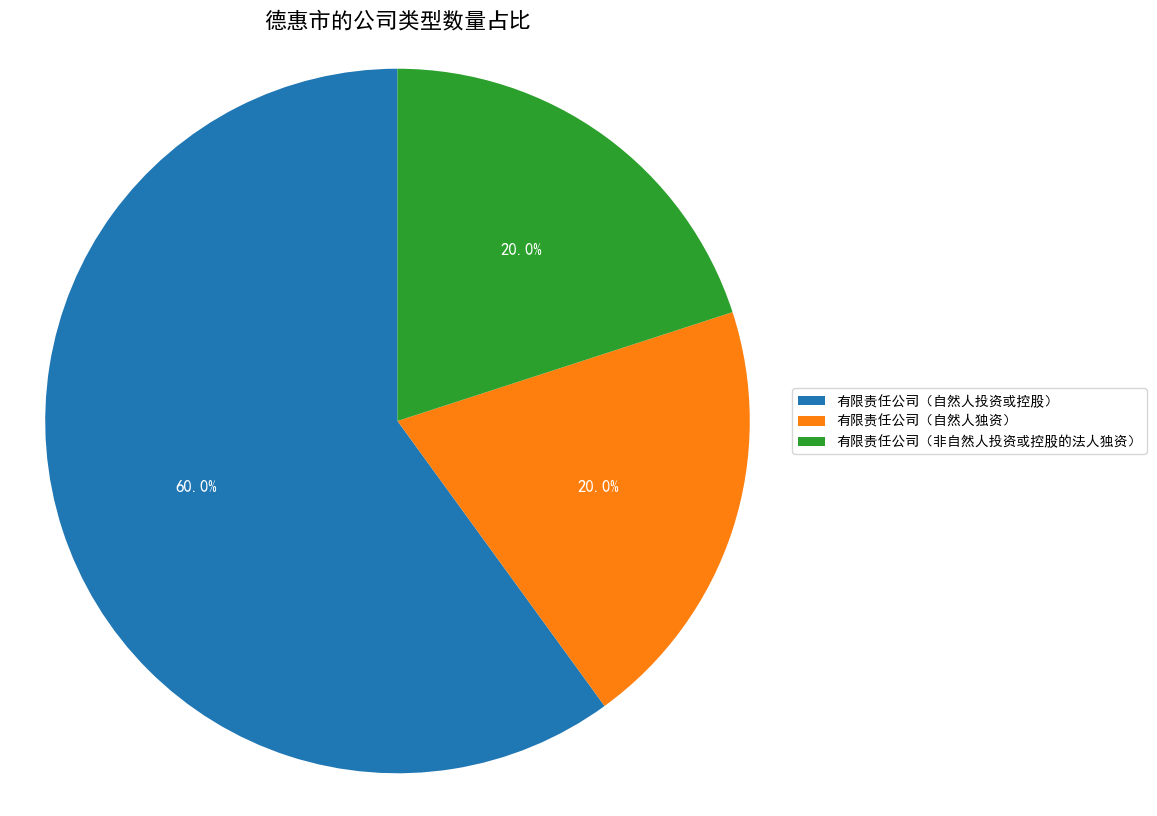 德惠市的公司类型数量占比
20.0%
60.0%
20.0%
有限责任公司（自然人投资或控股）
有限责任公司（自然人独资）
有限责任公司（非自然人投资或控股的法人独资）